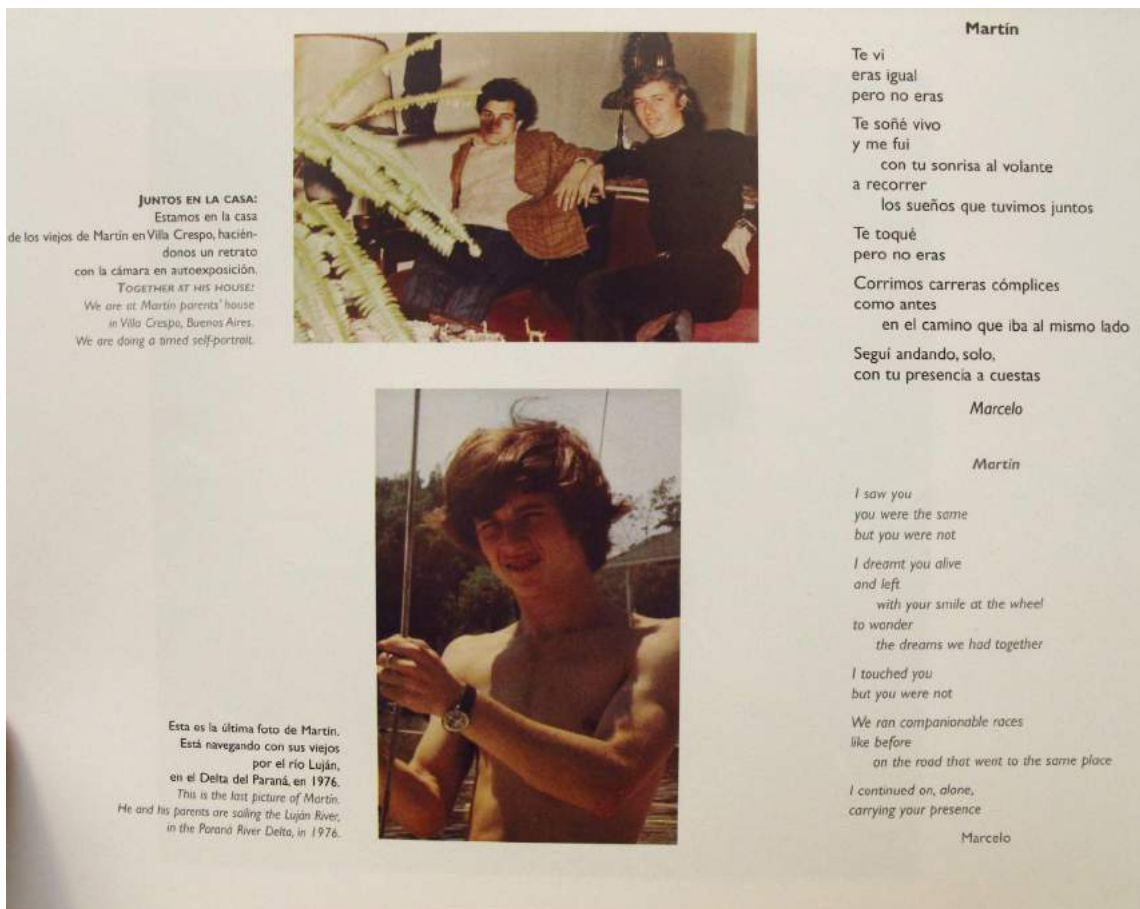 JUNTOS EN LA CASA:
Estamos en la casa
de los viejos de Martín en Villa Crespo, hacién-
donos un retrato
con la cámara en autoexposición.
TOGETHER AT HIS HOUSE:
We are at Martín parents' house
in Villa Crespo, Buenos Aires.
We are doing a timed self-portrait.
Esta es la última foto de Martín.
Está navegando con sus viejos
por el río Luján,
en el Delta del Paraná, en 1976.
This is the last picture of Martín.
He and his parents are sailing the Luján River,
in the Paraná River Delta, in 1976.
Martín
Te vi
eras igual
pero no eras
Te soñé vivo
y me fui
con tu sonrisa al volante
a recorrer
los sueños que tuvimos juntos
Te toqué
pero no eras
Corrimos carreras cómplices
como antes
en el camino que iba al mismo lado
Seguí andando, solo,
con tu presencia a cuestas
Marcelo
Martín
I saw you
you were the same
but you were not
I dreamt you alive
and left
with your smile at the wheel
to wander
the dreams we had together
I touched you
but you were not
We ran companionable races
like before
on the road that went to the same place
I continued on, alone,
carrying your presence
Marcelo